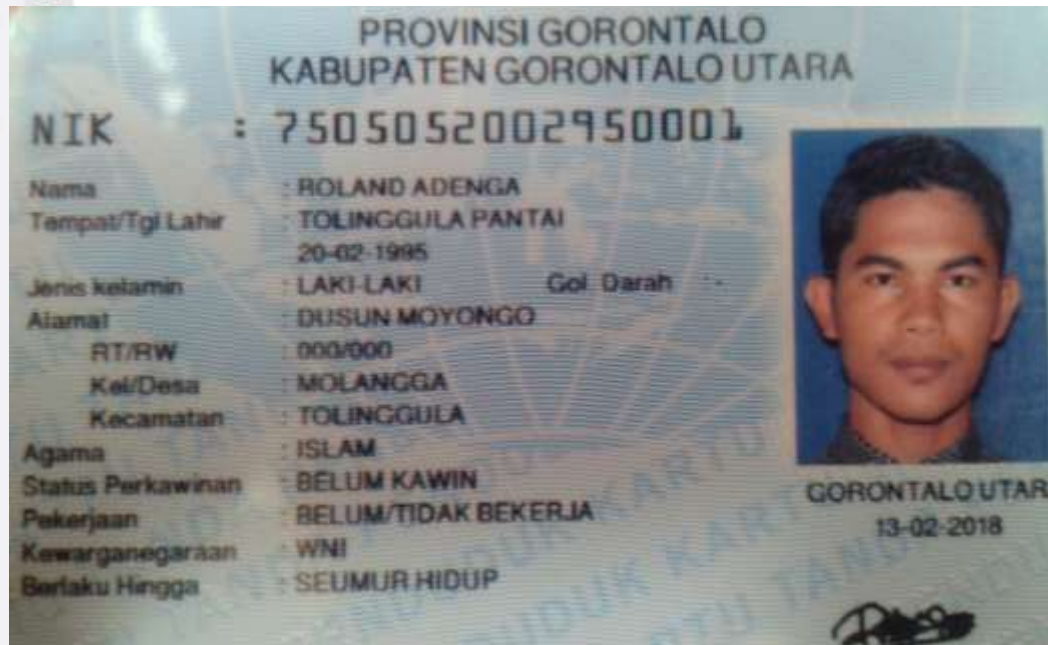 PROVINSI GORONTALO
KABUPATEN GORONTALO UTARA
NIK : 7505052002950001
Nama : ROLAND ADENGA
Tempat/Tgl Lahir : TOLINGGULA PANTAI
20-02-1995
Jenis kelamin : LAKI-LAKI Gol. Darah : -
Alamat : DUSUN MOYONGO
RT/RW : 000/000
Kel/Desa : MOLANGGA
Kecamatan : TOLINGGULA
Agama : ISLAM
Status Perkawinan : BELUM KAWIN
Pekerjaan : BELUM/TIDAK BEKERJA
Kewarganegaraan : WNI
Berlaku Hingga : SEUMUR HIDUP
GORONTALO UTAR
13-02-2018